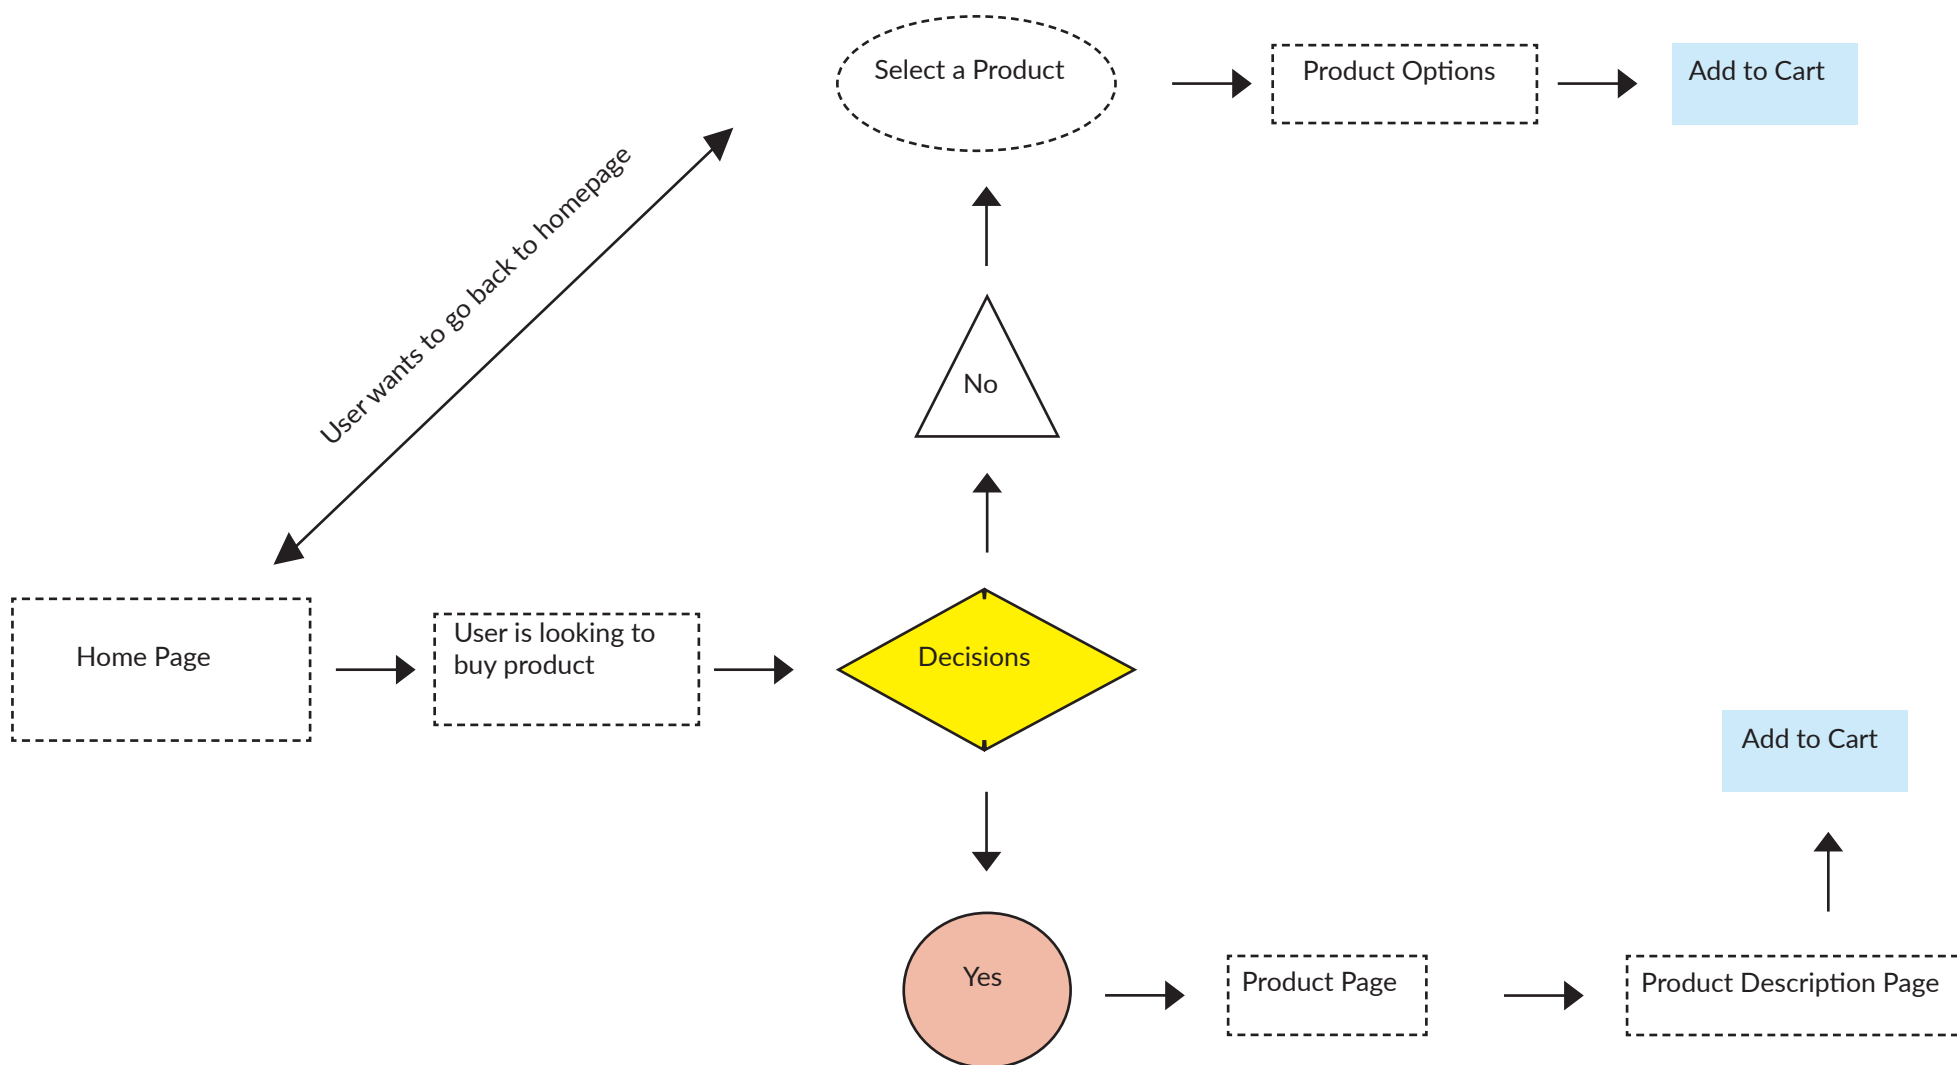 Select a Product
Product Options
Add to Cart
User wants to go back to homepage
No
Home Page
User is looking to
buy product
Decisions
Add to Cart
Yes
Product Page
Product Description Page